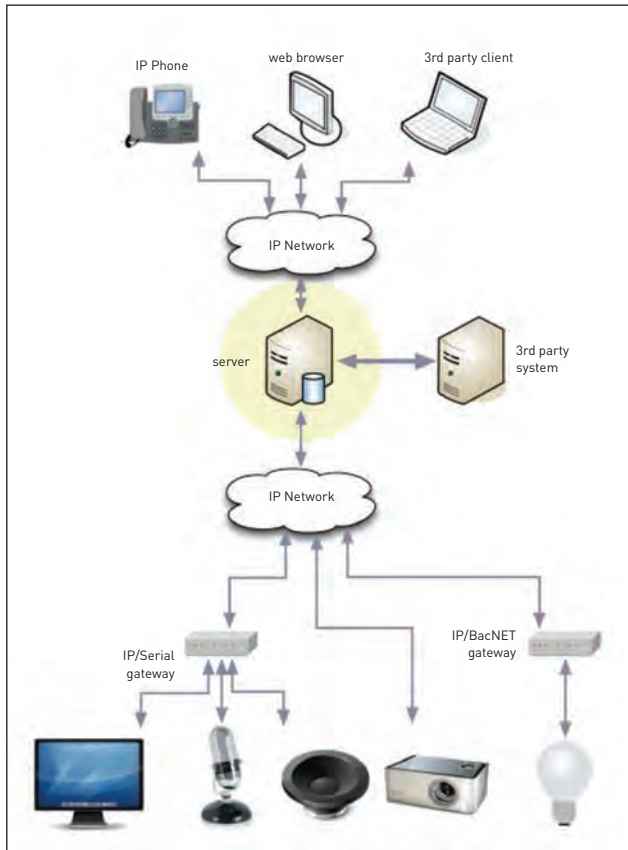 IP Phone
web browser
3rd party client
IP Network
server
3rd party
system
IP Network
IP/Serial
gateway
IP/BacNET
gateway